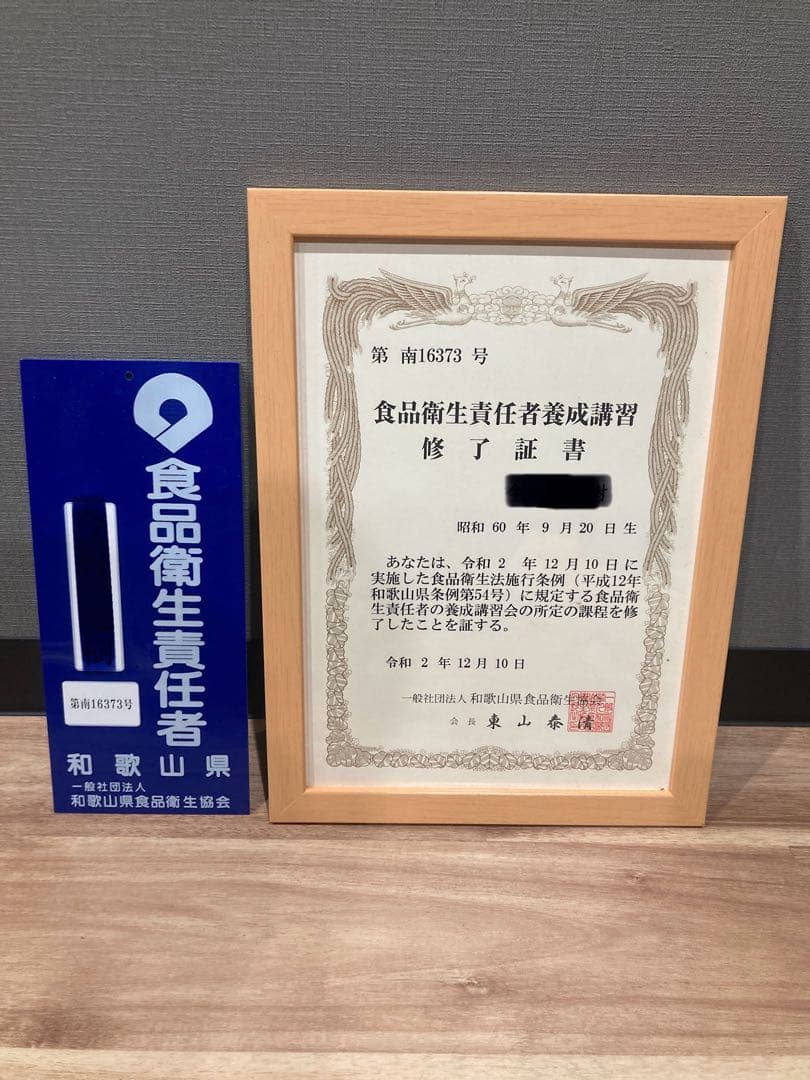 食品衛生責任者
第南16373号
和歌山県
一般社団法人
和歌山県食品衛生協会
第 南16373 号
食品衛生責任者養成講習
修了証書
昭和 60 年 9 月 20 日 生
あなたは、令和 2 年 12 月 10 日 に
実施した食品衛生法施行条例(平成12年
和歌山県条例第54号)に規定する食品衛
生責任者の養成講習会の所定の課程を修
了したことを証する。
令和 2 年 12 月 10 日
一般社団法人 和歌山県食品衛生協会
会長 東山泰清